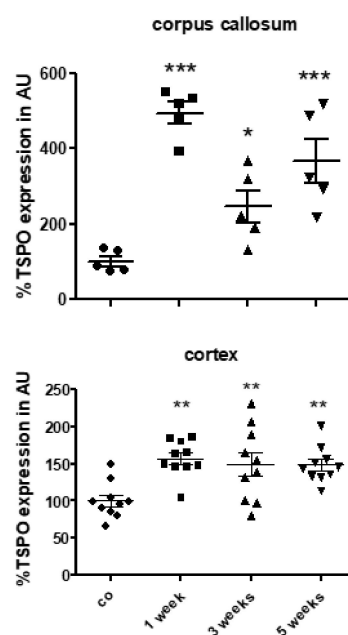 corpus callosum
%TSPO expression in AU
600
400
200
0
***
*
***
cortex
%TSPO expression in AU
250
200
150
100
50
0
**
**
**
co
1 week
3 weeks
5 weeks